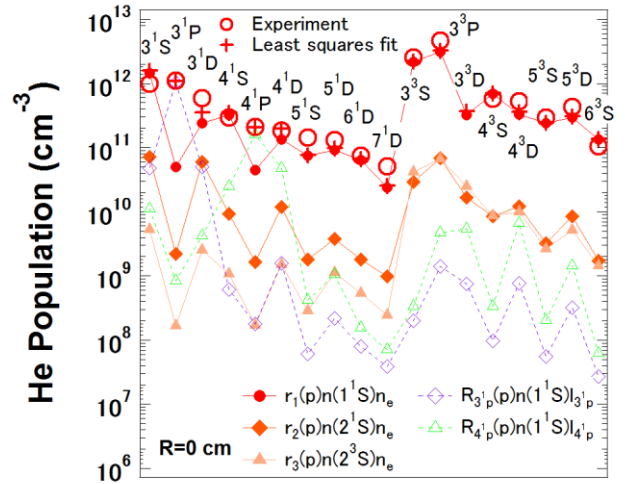 10^13
10^12
10^11
10^10
10^9
10^8
10^7
10^6
He Population (cm^-3)
Experiment
Least squares fit
3^1S
3^1P
3^1D
4^1S
4^1P
4^1D
5^1S
5^1D
6^1D
7^1D
3^3S
3^3P
3^3D
4^3S
4^3D
5^3S
5^3D
6^3S
r_1(p)n(1^1S)n_e
r_2(p)n(2^1S)n_e
r_3(p)n(2^3S)n_e
R_3^1_p(p)n(1^1S)I_3^1_p
R_4^1_p(p)n(1^1S)I_4^1_p
R=0 cm